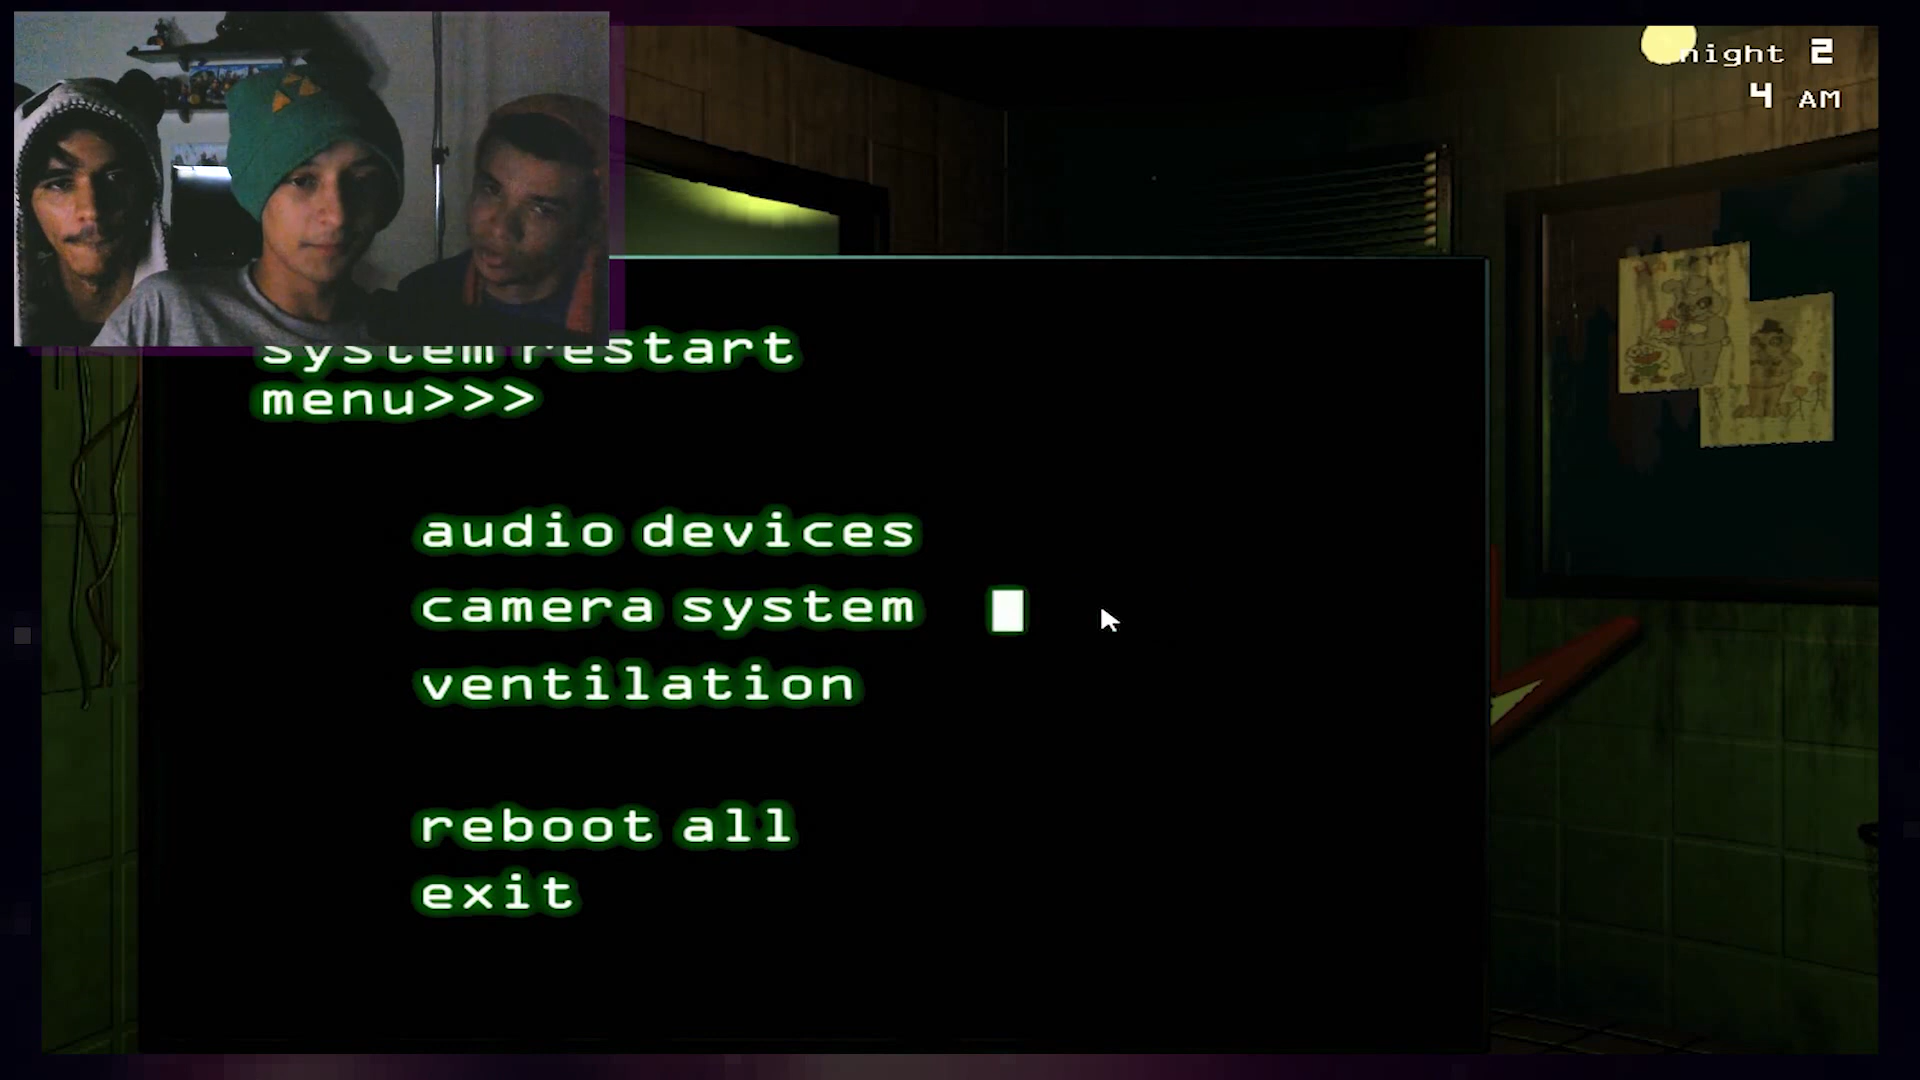 night 2
4 AM
system restart
menu>>>
audio devices
camera system
ventilation
reboot all
exit